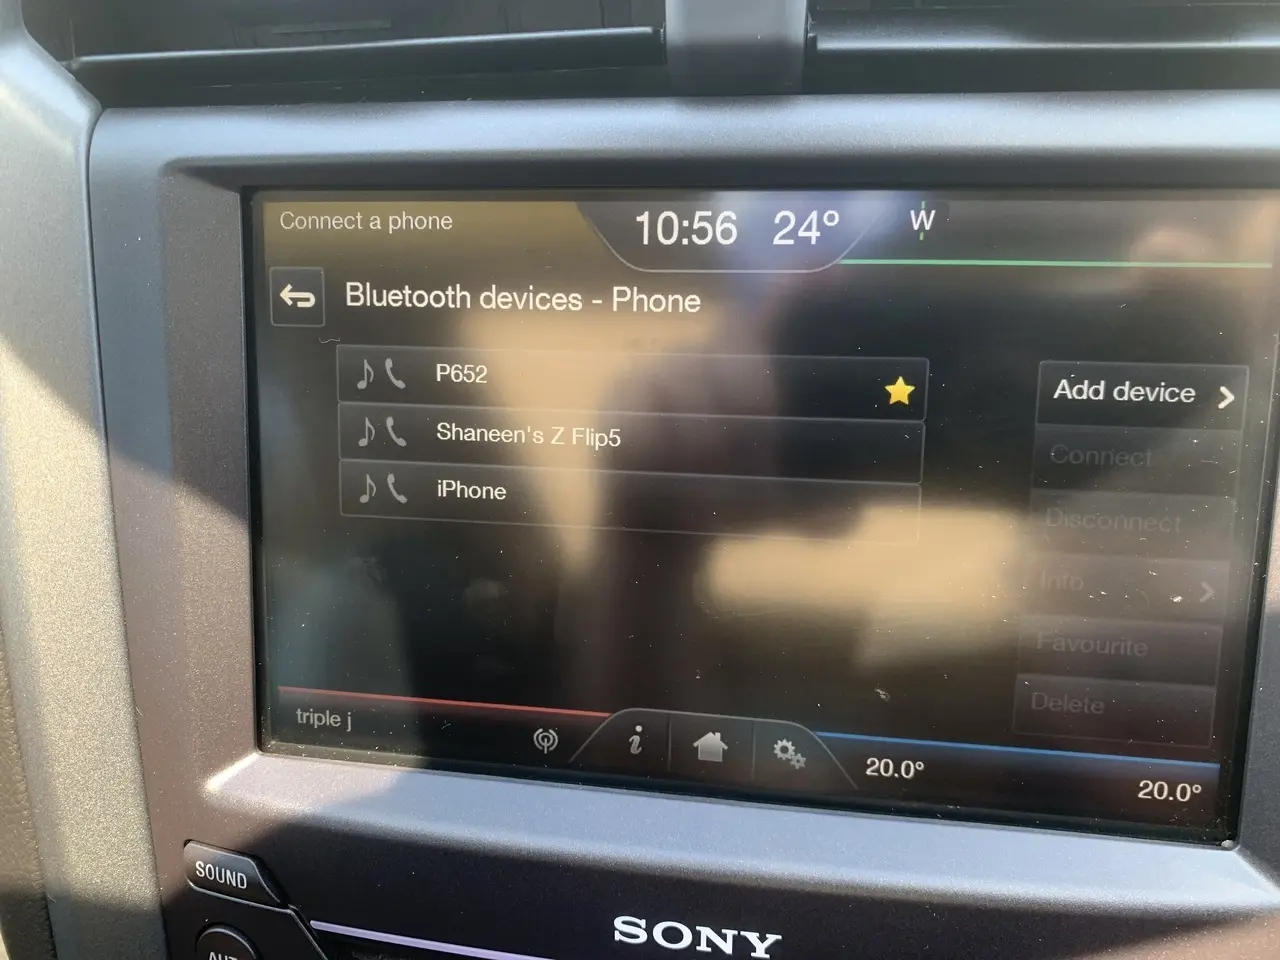 Connect a phone
10:56 24° W
Bluetooth devices - Phone
P652
Shaneen's Z Flip5
iPhone
Add device
Connect
Disconnect
Info
Favourite
Delete
triple j
20.0°
20.0°
SOUND
SONY
AUT